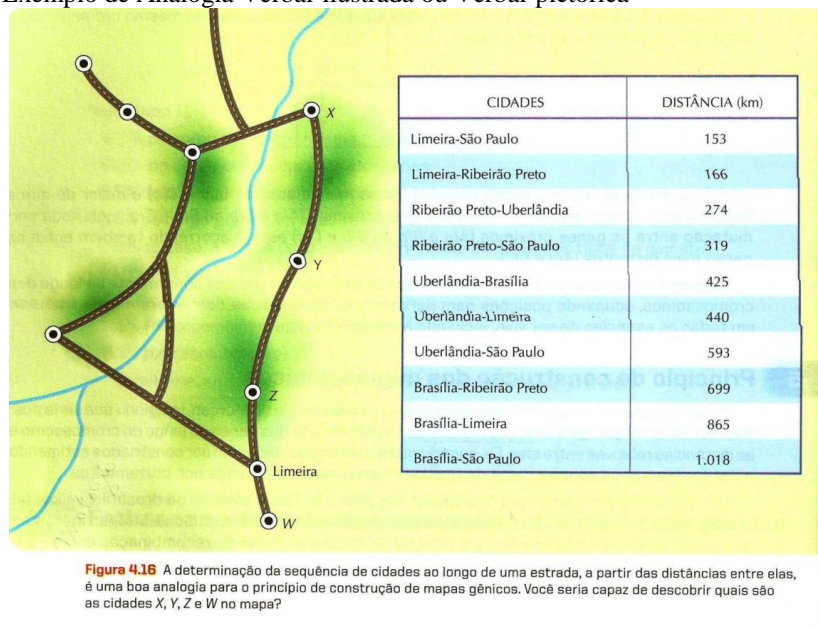 Exemplo de Analogia Verbal Ilustrada ou Verbal pictórica
X
Y
Z
Limeira
W
CIDADES DISTÂNCIA (km)
Limeira-São Paulo 153
Limeira-Ribeirão Preto 166
Ribeirão Preto-Uberlândia 274
Ribeirão Preto-São Paulo 319
Uberlândia-Brasília 425
Uberlândia-Limeira 440
Uberlândia-São Paulo 593
Brasília-Ribeirão Preto 699
Brasília-Limeira 865
Brasília-São Paulo 1.018
Figura 4.16 A determinação da sequência de cidades ao longo de uma estrada, a partir das distâncias entre elas,
é uma boa analogia para o princípio de construção de mapas gênicos. Você seria capaz de descobrir quais são
as cidades X, Y, Z e W no mapa?